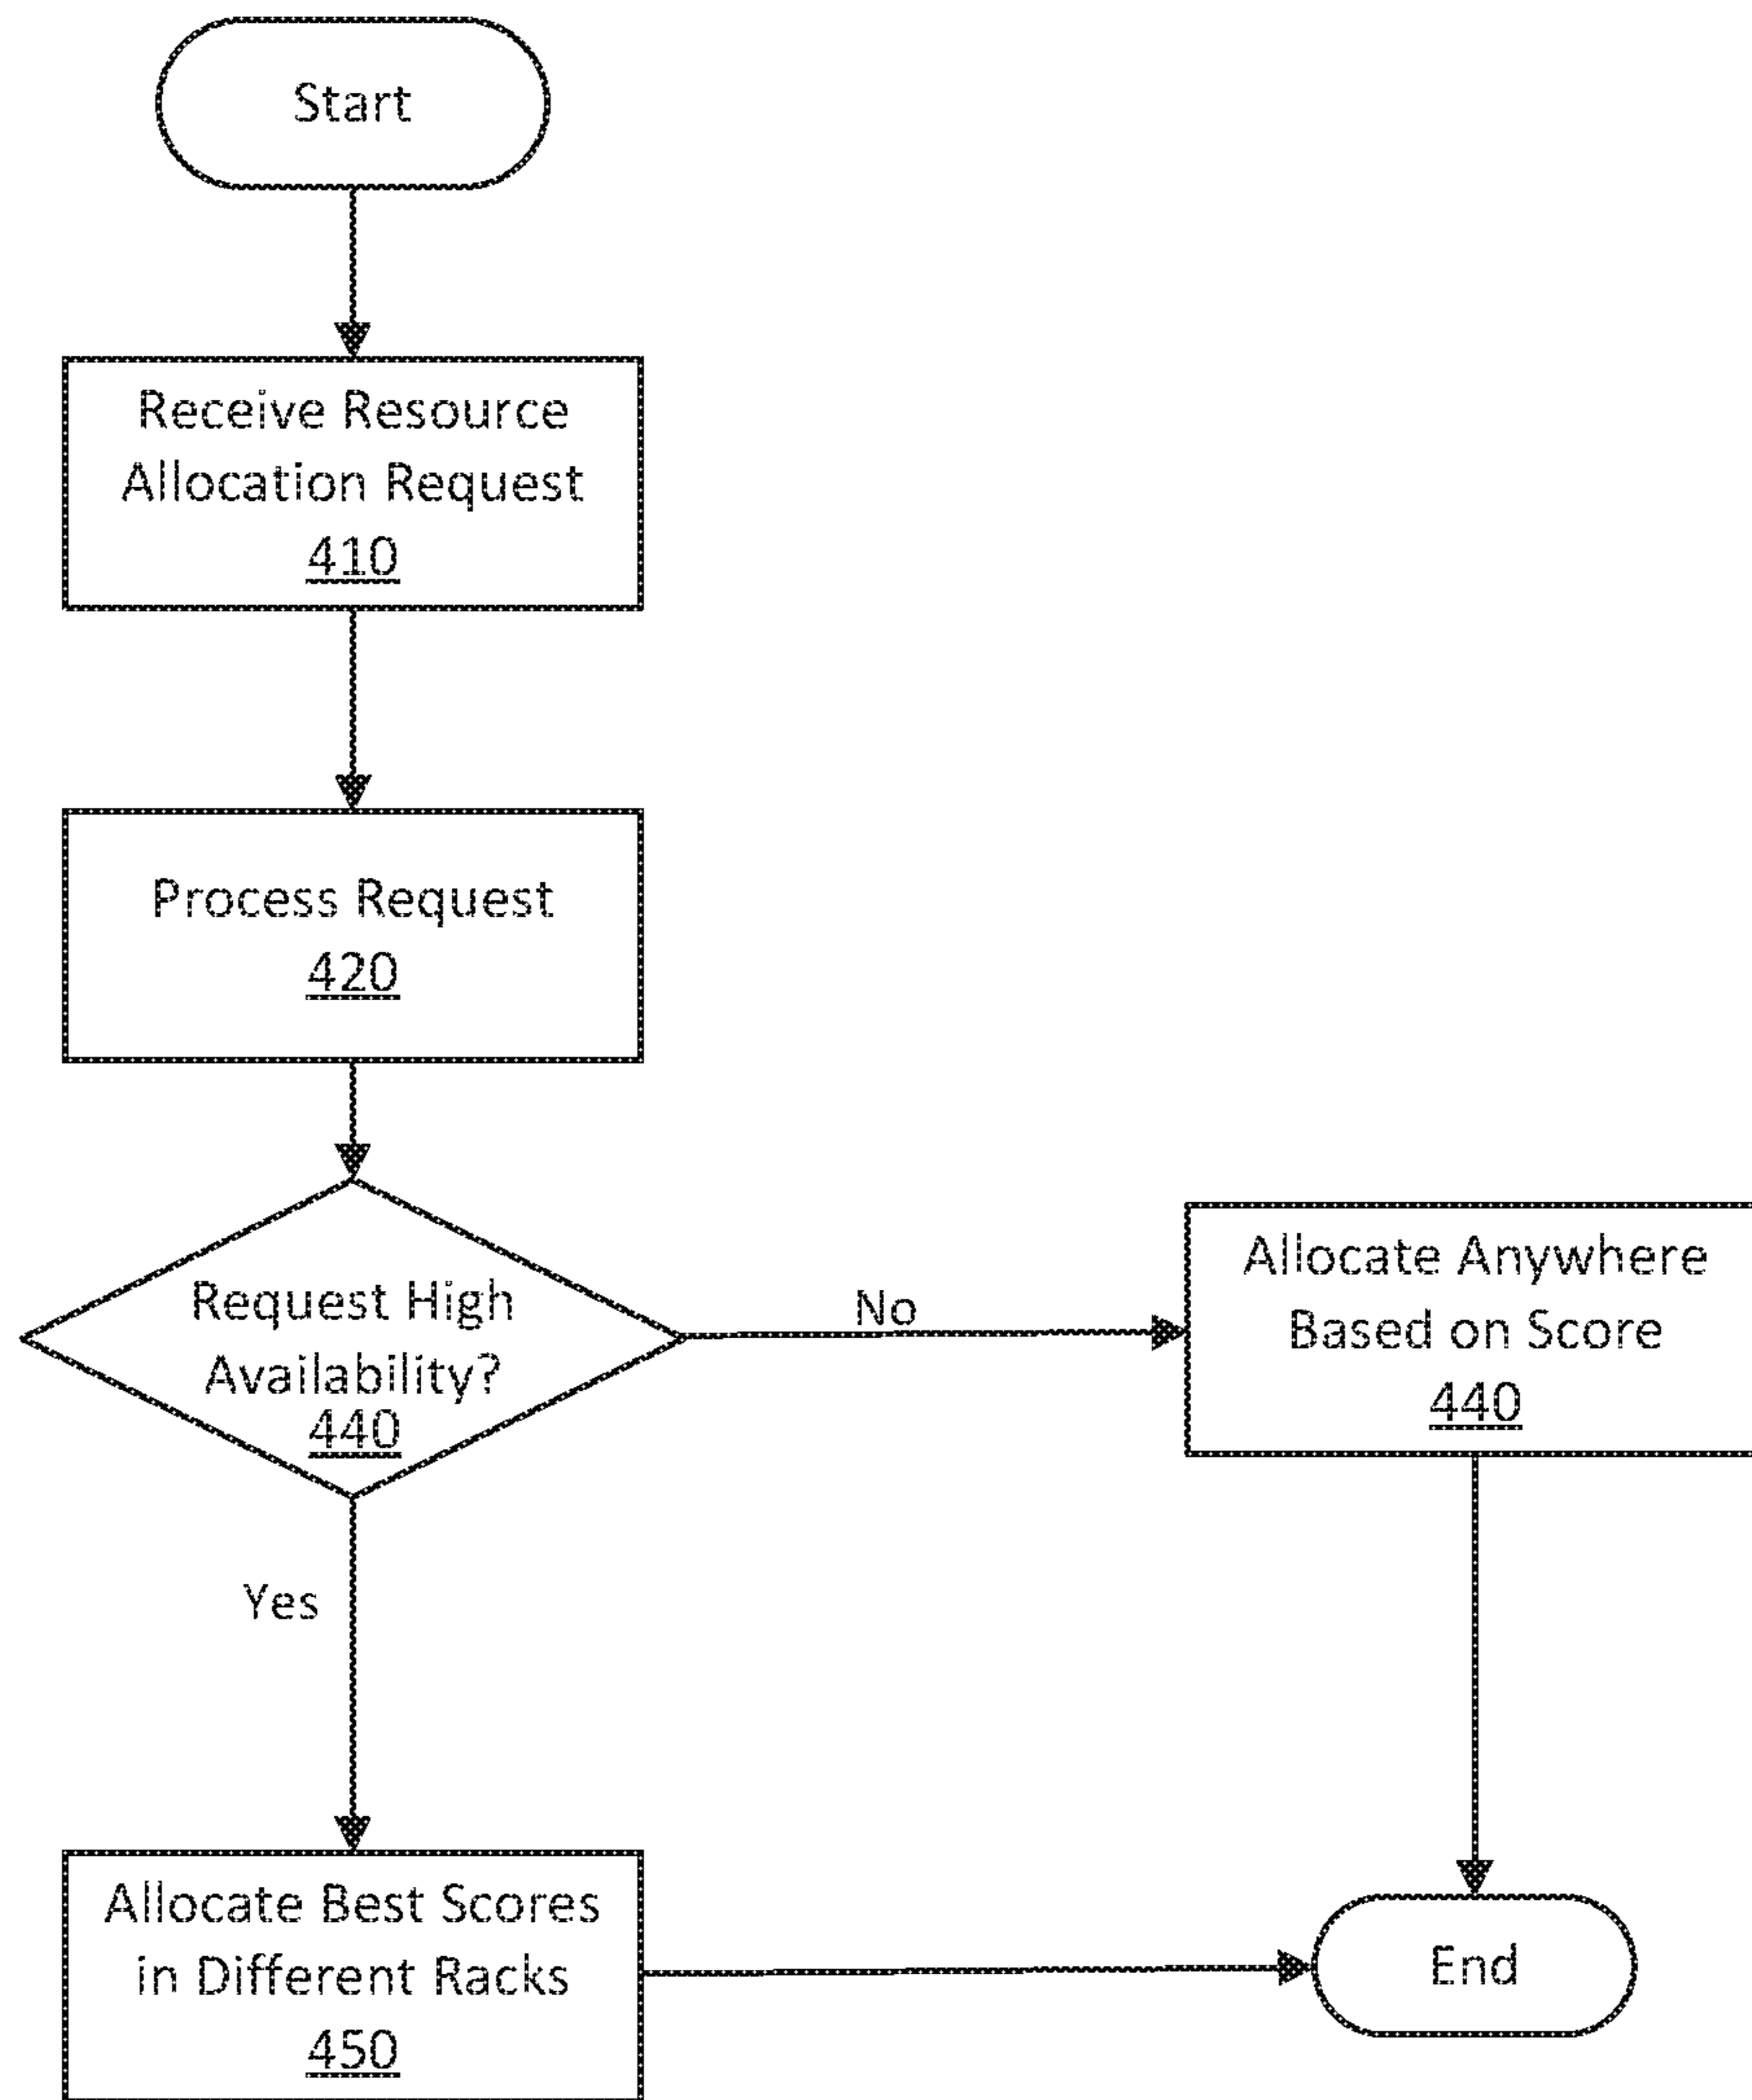 Start
Receive Resource
Allocation Request
410
Process Request
420
Request High
Availability?
440
No
Allocate Anywhere
Based on Score
440
Yes
Allocate Best Scores
in Different Racks
450
End